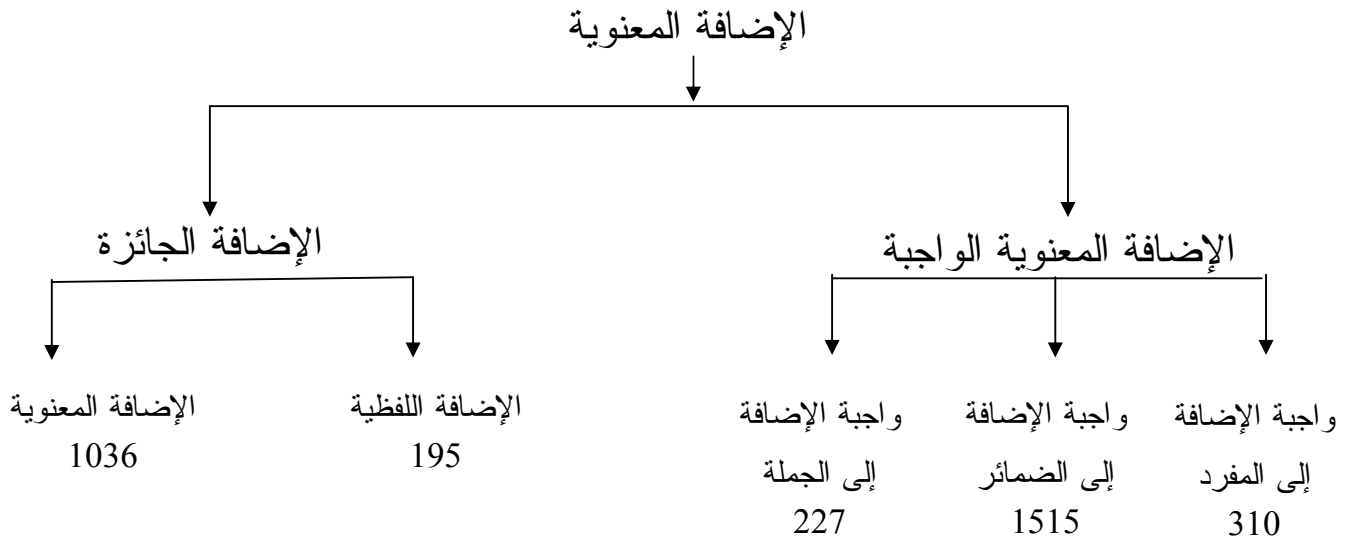 الإضافة المعنوية
الإضافة المعنوية الواجبة
الإضافة الجائزة
واجبة الإضافة
إلى المفرد
310
واجبة الإضافة
إلى الضمائر
1515
واجبة الإضافة
إلى الجملة
227
الإضافة اللفظية
195
الإضافة المعنوية
1036